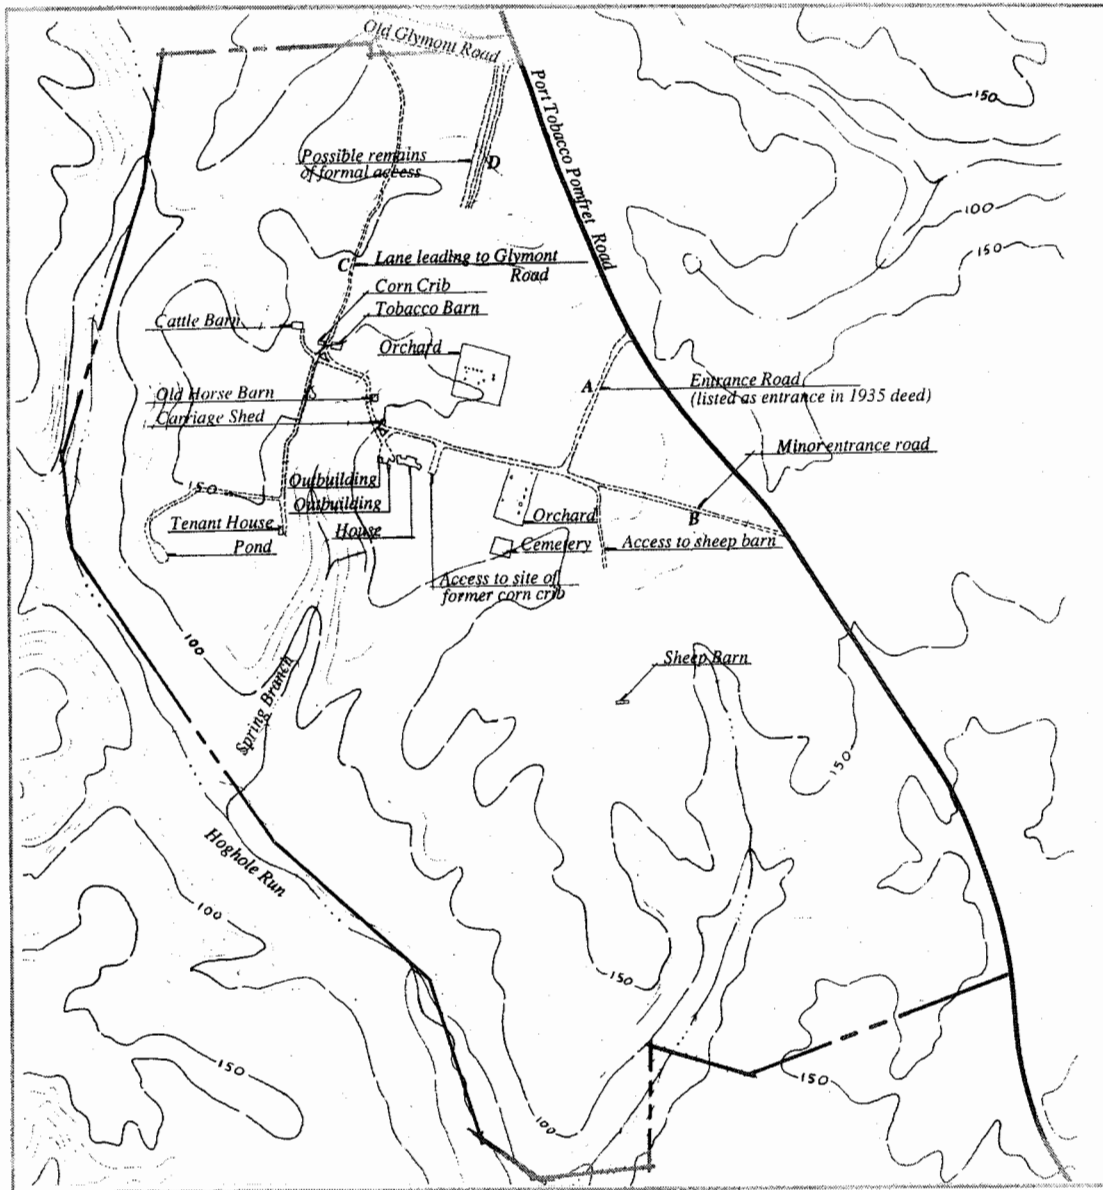 Old Glymont Road
Port Tobacco Pomfret Road
150
Possible remains
of formal access
D
100
150
C
Lane leading to Glymont
Road
Corn Crib
Tobacco Barn
Cattle Barn
Orchard
A
Entrance Road
(listed as entrance in 1935 deed)
Old Horse Barn
Carriage Shed
Minor entrance road
150
Outbuilding
Outbuilding
House
Tenant House
Pond
Orchard
B
Cemetery
Access to sheep barn
Access to site of
former corn crib
100
Spring Branch
Sheep Barn
150
Hoghole Run
100
150
150
150
100